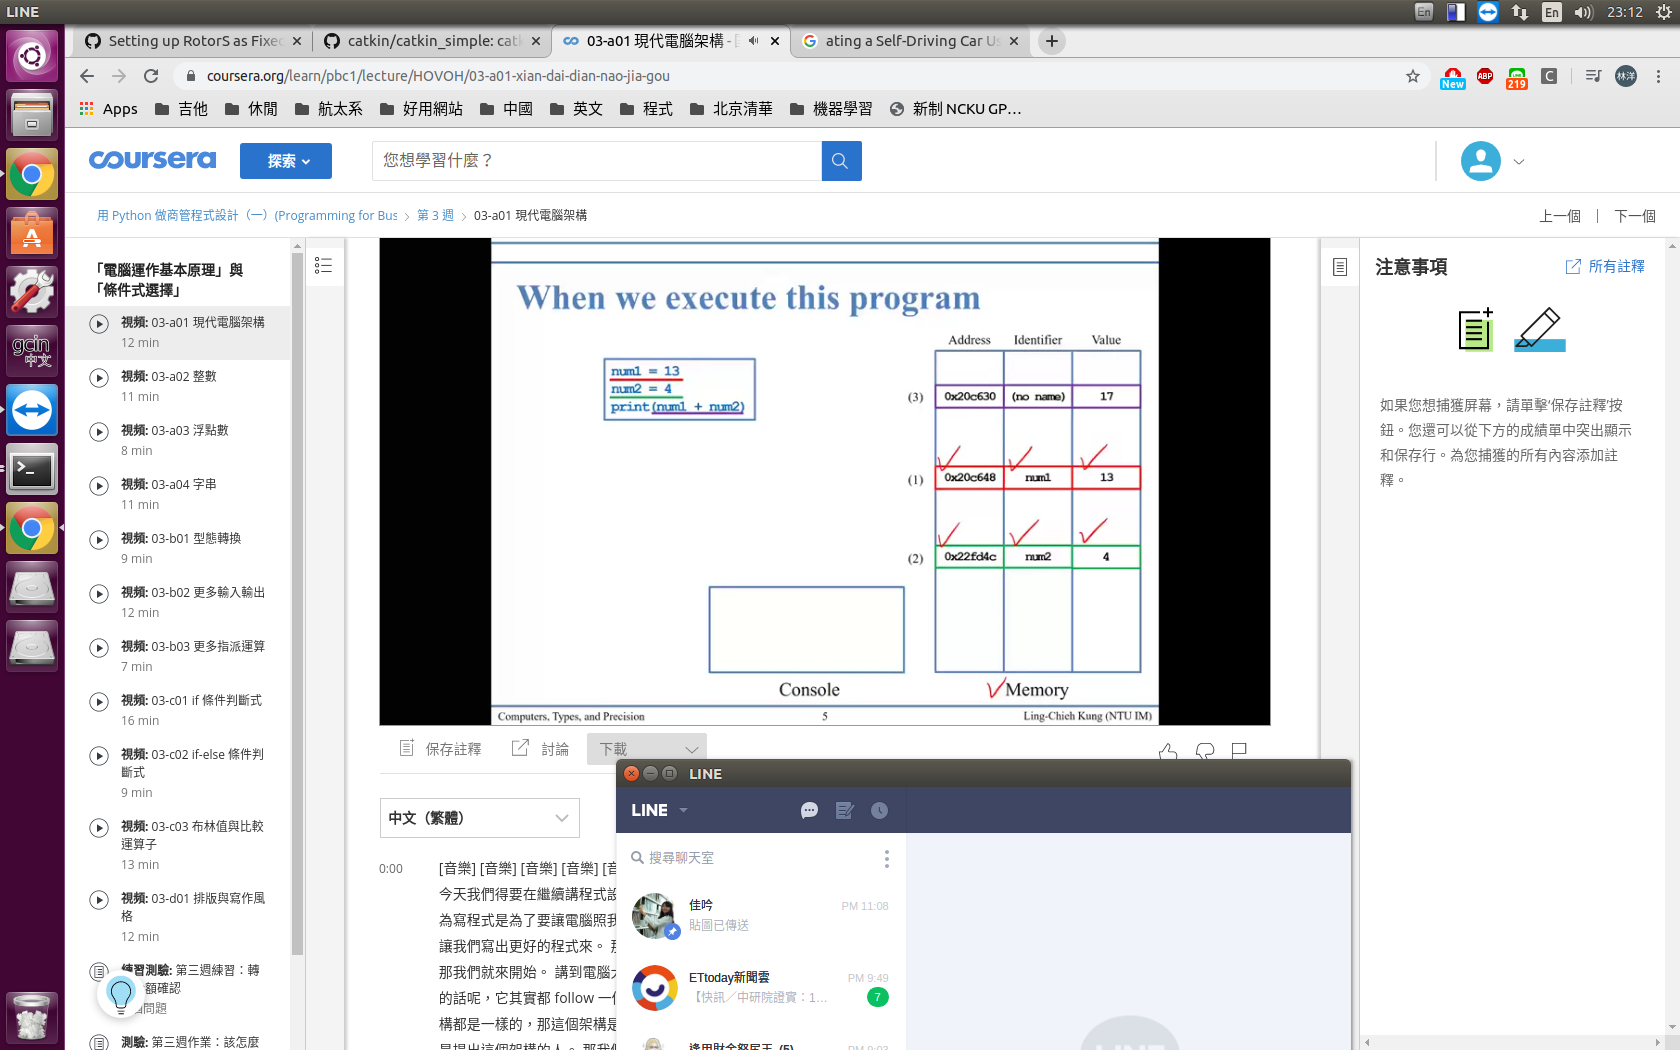 LINE
En
En
23:12
Setting up RotorS as Fixe
catkin/catkin_simple: cat
03-a01 現代電腦架構 -
ating a Self-Driving Car U
coursera.org/learn/pbc1/lecture/HOVOH/03-a01-xian-dai-dian-nao-jia-gou
New
ABP
219
C
林洋
Apps
吉他
休閒
航太系
好用網站
中國
英文
程式
北京清華
機器學習
新制 NCKU GP…
gcin
中文
coursera
探索
您想學習什麼？
用 Python 做商管程式設計（一）(Programming for Bus
第 3 週
03-a01 現代電腦架構
上一個
下一個
「電腦運作基本原理」與
「條件式選擇」
視頻: 03-a01 現代電腦架構
12 min
視頻: 03-a02 整數
11 min
視頻: 03-a03 浮點數
8 min
視頻: 03-a04 字串
11 min
視頻: 03-b01 型態轉換
9 min
視頻: 03-b02 更多輸入輸出
12 min
視頻: 03-b03 更多指派運算
7 min
視頻: 03-c01 if 條件判斷式
16 min
視頻: 03-c02 if-else 條件判
斷式
9 min
視頻: 03-c03 布林值與比較
運算子
13 min
視頻: 03-d01 排版與寫作風
格
12 min
練習測驗: 第三週練習：轉
額確認
問題
測驗: 第三週作業：該怎麼
When we execute this program
num1 = 13
num2 = 4
print(num1 + num2)
Address Identifier Value
(3) 0x20c630 (no name) 17
(1) 0x20c648 num1 13
(2) 0x22fd4c num2 4
Console
Memory
Computers, Types, and Precision
5
Ling-Chieh Kung (NTU IM)
保存註釋
討論
下載
中文（繁體）
0:00
[音樂] [音樂] [音樂] [音樂]
今天我們得要在繼續講程式設
為寫程式是為了要讓電腦照我
讓我們寫出更好的程式來。
那我們就來開始。 講到電腦
的話呢，它其實都 follow 一
構都是一樣的，那這個架構是
是提出這個架構的人。 那我
注意事項
所有註釋
如果您想捕獲屏幕，請單擊‘保存註釋’按
鈕。您還可以從下方的成績單中突出顯示
和保存行。為您捕獲的所有內容添加註
釋。
LINE
LINE
搜尋聊天室
佳吟
PM 11:08
貼圖已傳送
ETtoday新聞雲
PM 9:49
【快訊／中研院證實：1…
7
PM 9:03
LINE